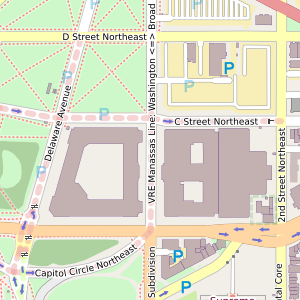 D Street Northeast
P
Delaware Avenue
VRE Manassas Line: Washington <=> Broad
P
P
C Street Northeast
2nd Street Northeast
Capitol Circle Northeast
Subdivision
P
P
Supreme